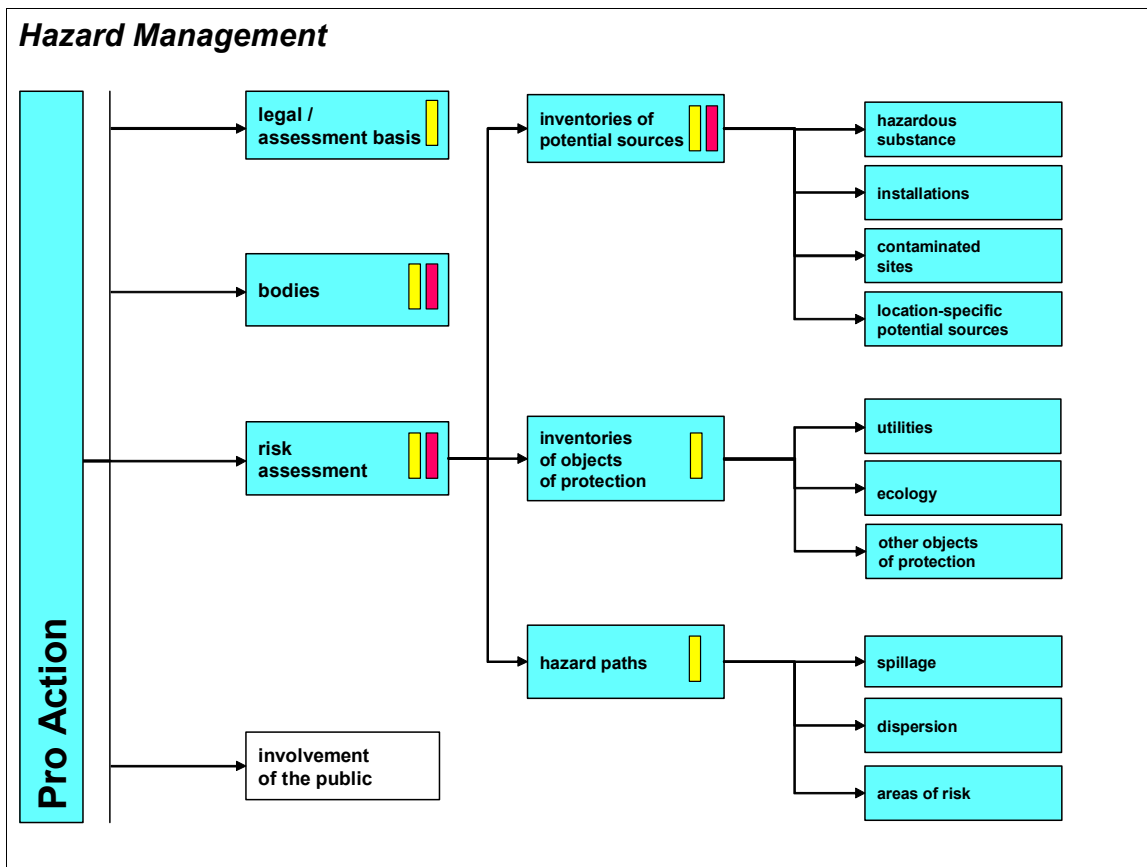 Hazard Management
Pro Action
legal /
assessment basis
bodies
risk
assessment
involvement
of the public
inventories of
potential sources
inventories
of objects
of protection
hazard paths
hazardous
substance
installations
contaminated
sites
location-specific
potential sources
utilities
ecology
other objects
of protection
spillage
dispersion
areas of risk